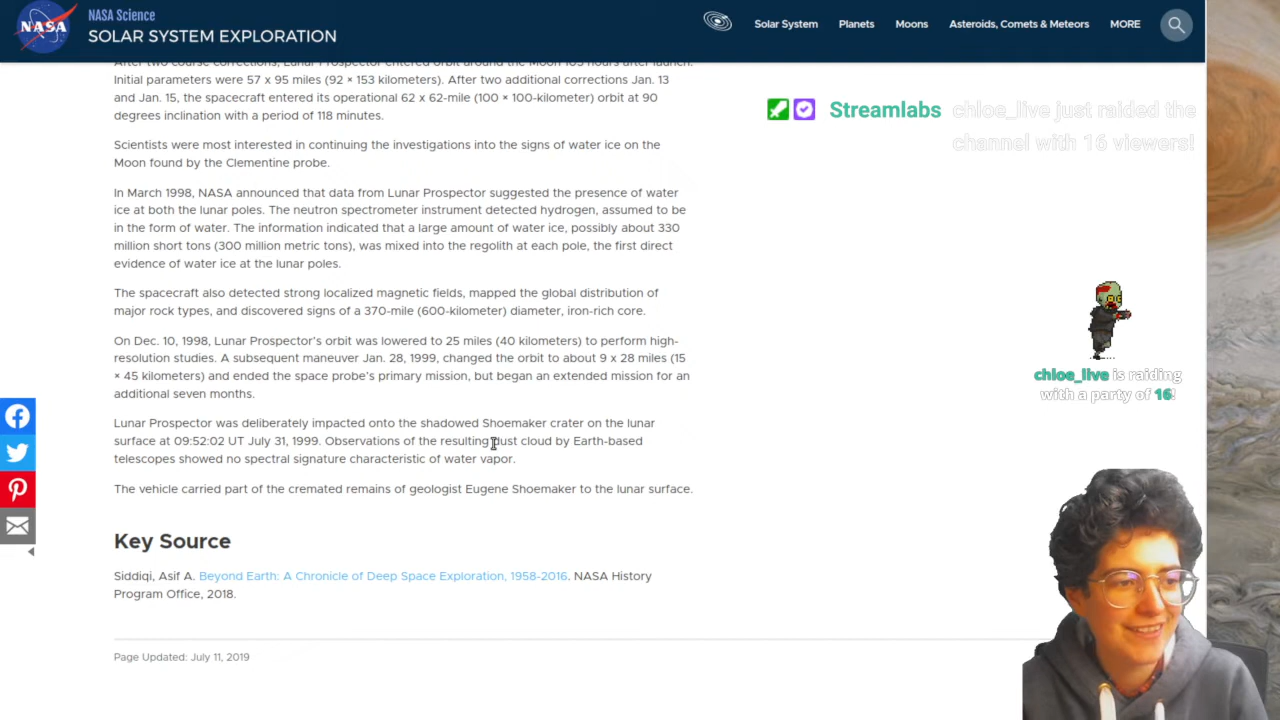 NASA
NASA Science
SOLAR SYSTEM EXPLORATION
Solar System
Planets
Moons
Asteroids, Comets & Meteors
MORE
After two course corrections, Lunar Prospector entered orbit around the Moon 105 hours after launch.
Initial parameters were 57 x 95 miles (92 × 153 kilometers). After two additional corrections Jan. 13
and Jan. 15, the spacecraft entered its operational 62 x 62-mile (100 × 100-kilometer) orbit at 90
degrees inclination with a period of 118 minutes.
Scientists were most interested in continuing the investigations into the signs of water ice on the
Moon found by the Clementine probe.
In March 1998, NASA announced that data from Lunar Prospector suggested the presence of water
ice at both the lunar poles. The neutron spectrometer instrument detected hydrogen, assumed to be
in the form of water. The information indicated that a large amount of water ice, possibly about 330
million short tons (300 million metric tons), was mixed into the regolith at each pole, the first direct
evidence of water ice at the lunar poles.
The spacecraft also detected strong localized magnetic fields, mapped the global distribution of
major rock types, and discovered signs of a 370-mile (600-kilometer) diameter, iron-rich core.
On Dec. 10, 1998, Lunar Prospector's orbit was lowered to 25 miles (40 kilometers) to perform high-
resolution studies. A subsequent maneuver Jan. 28, 1999, changed the orbit to about 9 x 28 miles (15
× 45 kilometers) and ended the space probe's primary mission, but began an extended mission for an
additional seven months.
Lunar Prospector was deliberately impacted onto the shadowed Shoemaker crater on the lunar
surface at 09:52:02 UT July 31, 1999. Observations of the resulting dust cloud by Earth-based
telescopes showed no spectral signature characteristic of water vapor.
The vehicle carried part of the cremated remains of geologist Eugene Shoemaker to the lunar surface.
Key Source
Siddiqi, Asif A. Beyond Earth: A Chronicle of Deep Space Exploration, 1958-2016. NASA History
Program Office, 2018.
Page Updated: July 11, 2019
Streamlabs chloe_live just raided the
channel with 16 viewers!
chloe_live is raiding
with a party of 16!